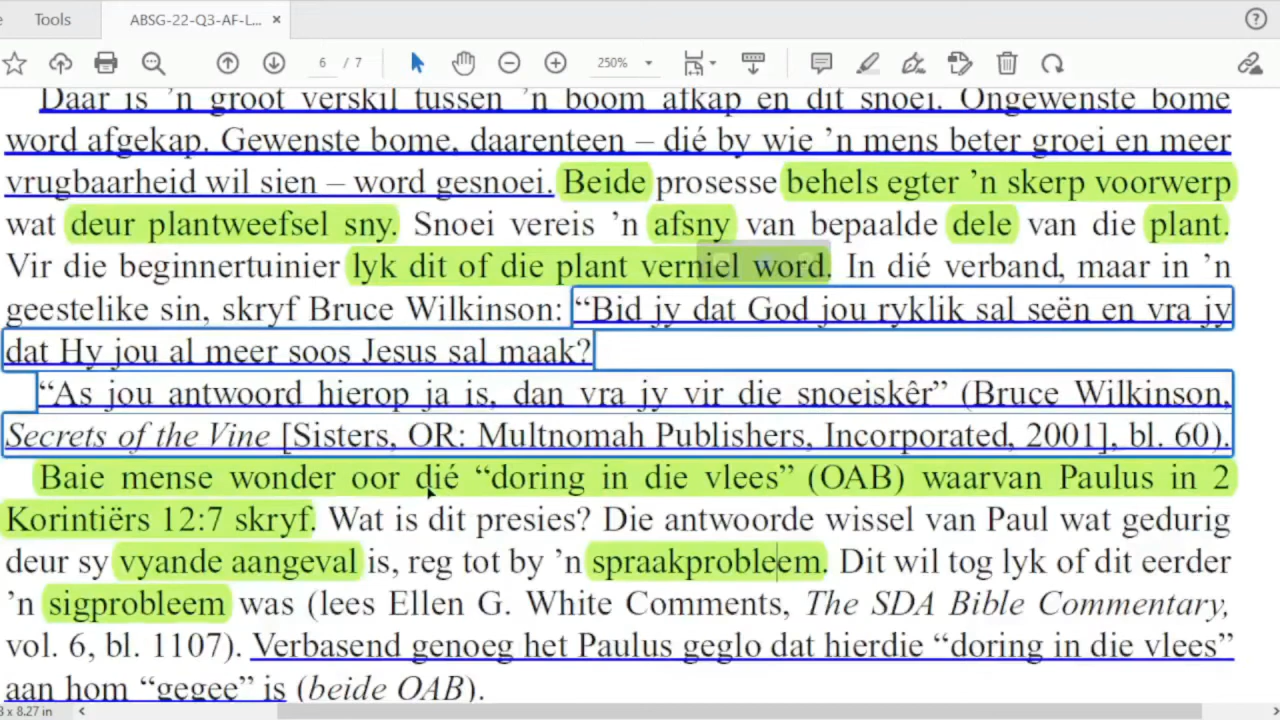 Tools
ABSG-22-Q3-AF-L... ×
6 / 7
250%
Daar is ’n groot verskil tussen ’n boom afkap en dit snoei. Ongewenste bome
word afgekap. Gewenste bome, daarenteen – dié by wie ’n mens beter groei en meer
vrugbaarheid wil sien – word gesnoei. Beide prosesse behels egter ’n skerp voorwerp
wat deur plantweefsel sny. Snoei vereis ’n afsny van bepaalde dele van die plant.
Vir die beginnertuinier lyk dit of die plant verniel word. In dié verband, maar in ’n
geestelike sin, skryf Bruce Wilkinson: “Bid jy dat God jou ryklik sal seën en vra jy
dat Hy jou al meer soos Jesus sal maak?
“As jou antwoord hierop ja is, dan vra jy vir die snoeiskêr” (Bruce Wilkinson,
Secrets of the Vine [Sisters, OR: Multnomah Publishers, Incorporated, 2001], bl. 60).
Baie mense wonder oor dié “doring in die vlees” (OAB) waarvan Paulus in 2
Korintiërs 12:7 skryf. Wat is dit presies? Die antwoorde wissel van Paul wat gedurig
deur sy vyande aangeval is, reg tot by ’n spraakprobleem. Dit wil tog lyk of dit eerder
’n sigprobleem was (lees Ellen G. White Comments, The SDA Bible Commentary,
vol. 6, bl. 1107). Verbasend genoeg het Paulus geglo dat hierdie “doring in die vlees”
aan hom “gegee” is (beide OAB).
x 8.27 in